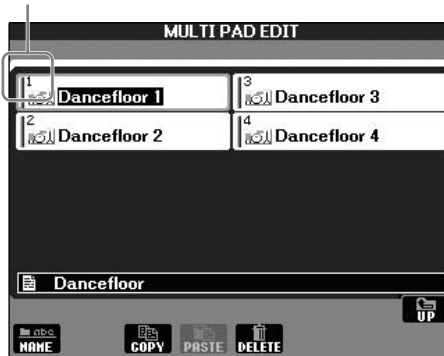 MULTI PAD EDIT
1 Dancefloor 1
3 Dancefloor 3
2 Dancefloor 2
4 Dancefloor 4
Dancefloor
UP
abc
NAME COPY PASTE DELETE